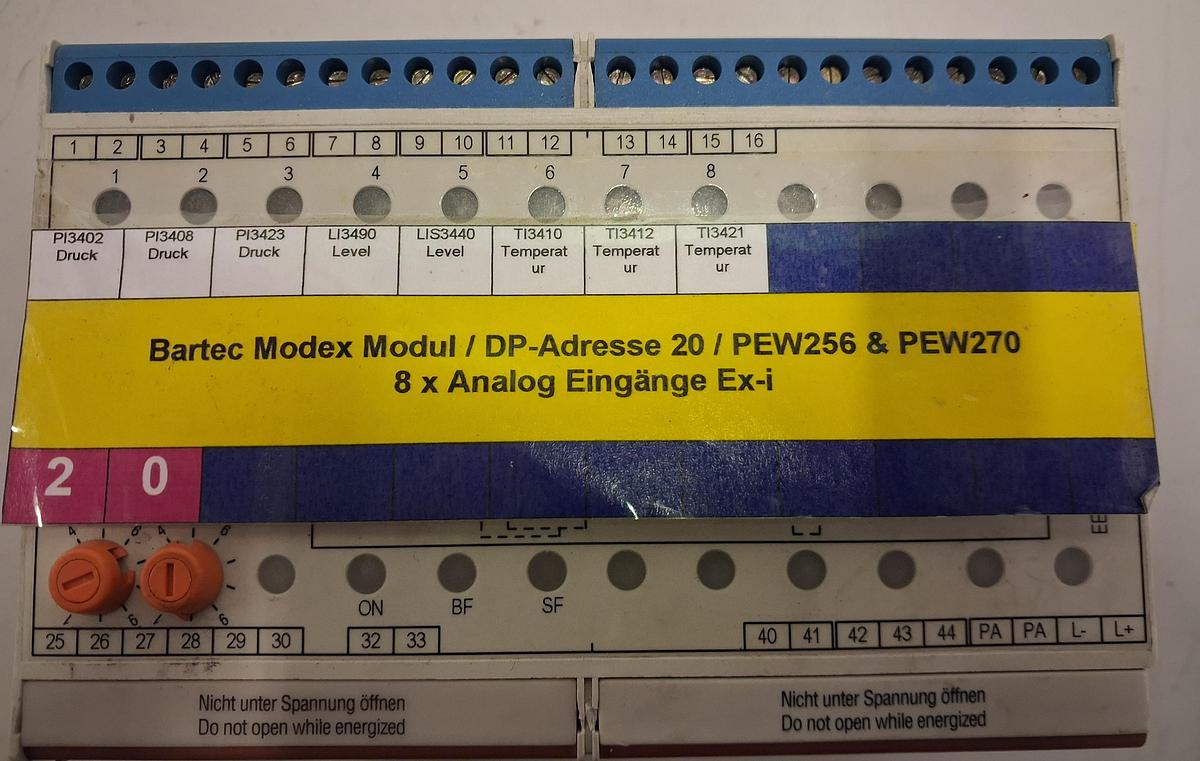 1 2 3 4 5 6 7 8 9 10 11 12 13 14 15 16
1 2 3 4 5 6 7 8
PI3402 PI3408 PI3423 LI3490 LIS3440 TI3410 TI3412 TI3421
Druck Druck Druck Level Level Temperat Temperat Temperat
ur ur ur
Bartec Modex Modul / DP-Adresse 20 / PEW256 & PEW270
8 x Analog Eingänge Ex-i
2 0
ON BF SF
25 26 27 28 29 30 32 33 40 41 42 43 44 PA PA L- L+
Nicht unter Spannung öffnen
Do not open while energized
Nicht unter Spannung öffnen
Do not open while energized